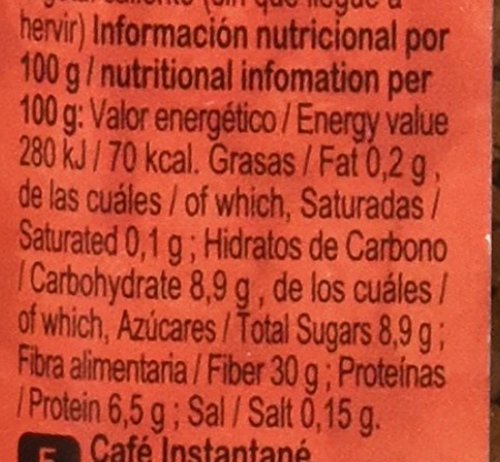 hervir) Información nutricional por
100 g / nutritional infomation per
100 g: Valor energético / Energy value
280 kJ / 70 kcal. Grasas / Fat 0,2 g ,
de las cuáles / of which, Saturadas /
Saturated 0,1 g ; Hidratos de Carbono
/ Carbohydrate 8,9 g , de los cuáles /
of which, Azúcares / Total Sugars 8,9 g ;
Fibra alimentaria / Fiber 30 g ; Proteínas
/ Protein 6,5 g ; Sal / Salt 0,15 g.
Café Instantané